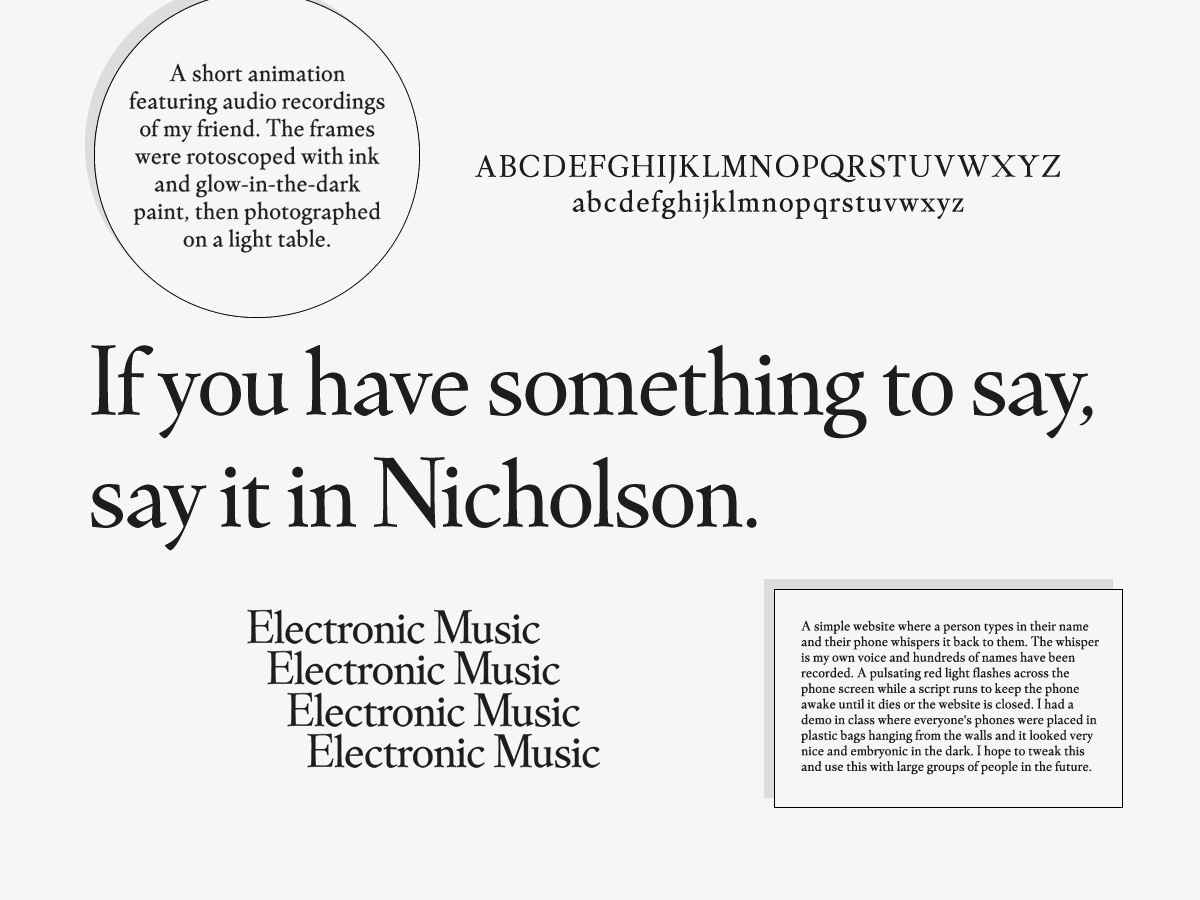 A short animation
featuring audio recordings
of my friend. The frames
were rotoscoped with ink
and glow-in-the-dark
paint, then photographed
on a light table.
ABCDEFGHIJKLMNOPQRSTUVWXYZ
abcdefghijklmnopqrstuvwxyz
If you have something to say,
say it in Nicholson.
Electronic Music
Electronic Music
Electronic Music
Electronic Music
A simple website where a person types in their name
and their phone whispers it back to them. The whisper
is my own voice and hundreds of names have been
recorded. A pulsating red light flashes across the
phone screen while a script runs to keep the phone
awake until it dies or the website is closed. I had a
demo in class where everyone's phones were placed in
plastic bags hanging from the walls and it looked very
nice and embryonic in the dark. I hope to tweak this
and use this with large groups of people in the future.